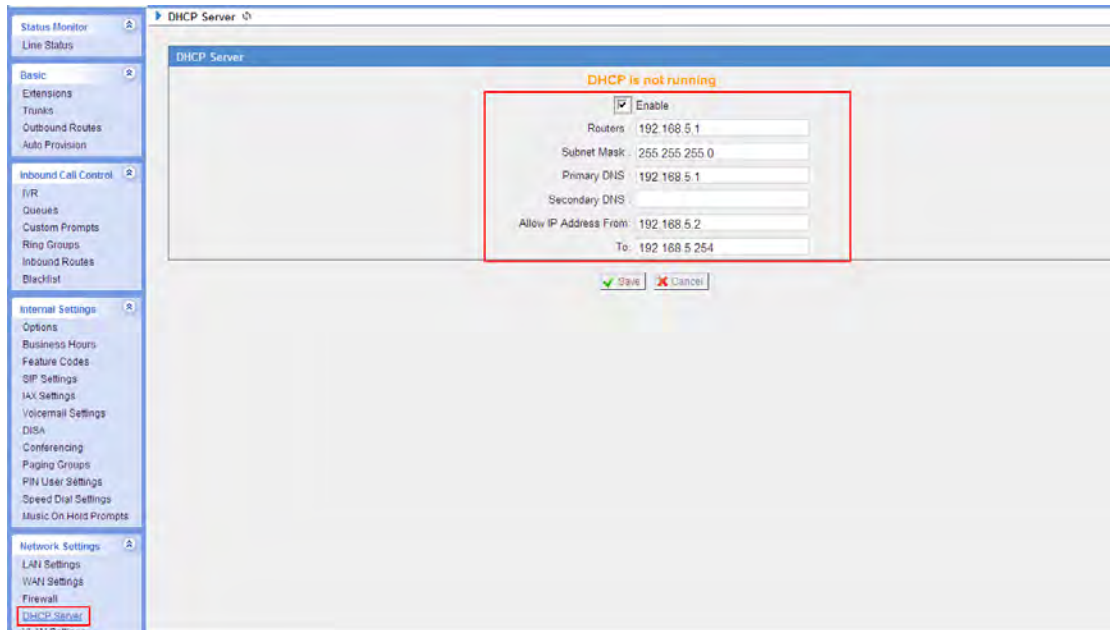 Status Monitor
Line Status
Basic
Extensions
Trunks
Outbound Routes
Auto Provision
Inbound Call Control
IVR
Queues
Custom Prompts
Ring Groups
Inbound Routes
Blacklist
Internal Settings
Options
Business Hours
Feature Codes
SIP Settings
IAX Settings
Voicemail Settings
DISA
Conferencing
Paging Groups
PIN User Settings
Speed Dial Settings
Music On Hold Prompts
Network Settings
LAN Settings
WAN Settings
Firewall
DHCP Server
DHCP Server
DHCP Server
DHCP is not running
Enable
Routers : 192.168.5.1
Subnet Mask : 255.255.255.0
Primary DNS : 192.168.5.1
Secondary DNS :
Allow IP Address From: 192.168.5.2
To: 192.168.5.254
Save Cancel